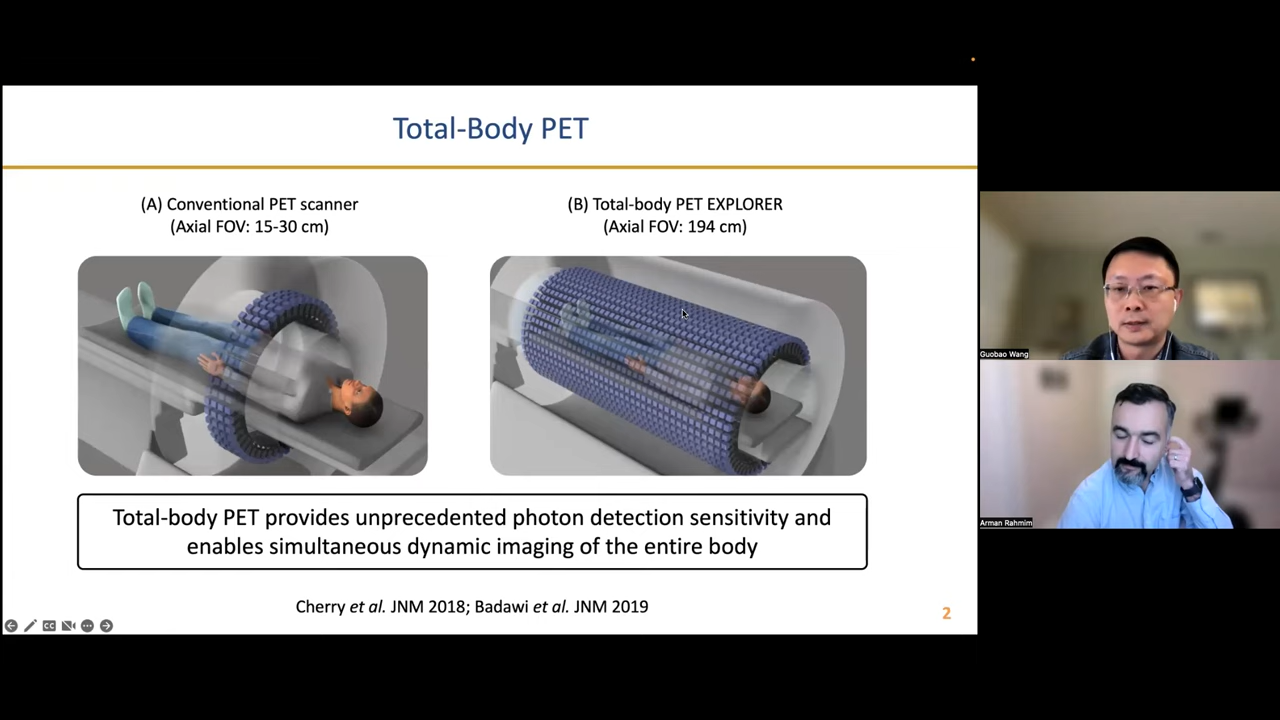 Total-Body PET
(A) Conventional PET scanner
(Axial FOV: 15-30 cm)
(B) Total-body PET EXPLORER
(Axial FOV: 194 cm)
Total-body PET provides unprecedented photon detection sensitivity and
enables simultaneous dynamic imaging of the entire body
Cherry et al. JNM 2018; Badawi et al. JNM 2019
2
CC
Guobao Wang
Arman Rahmim